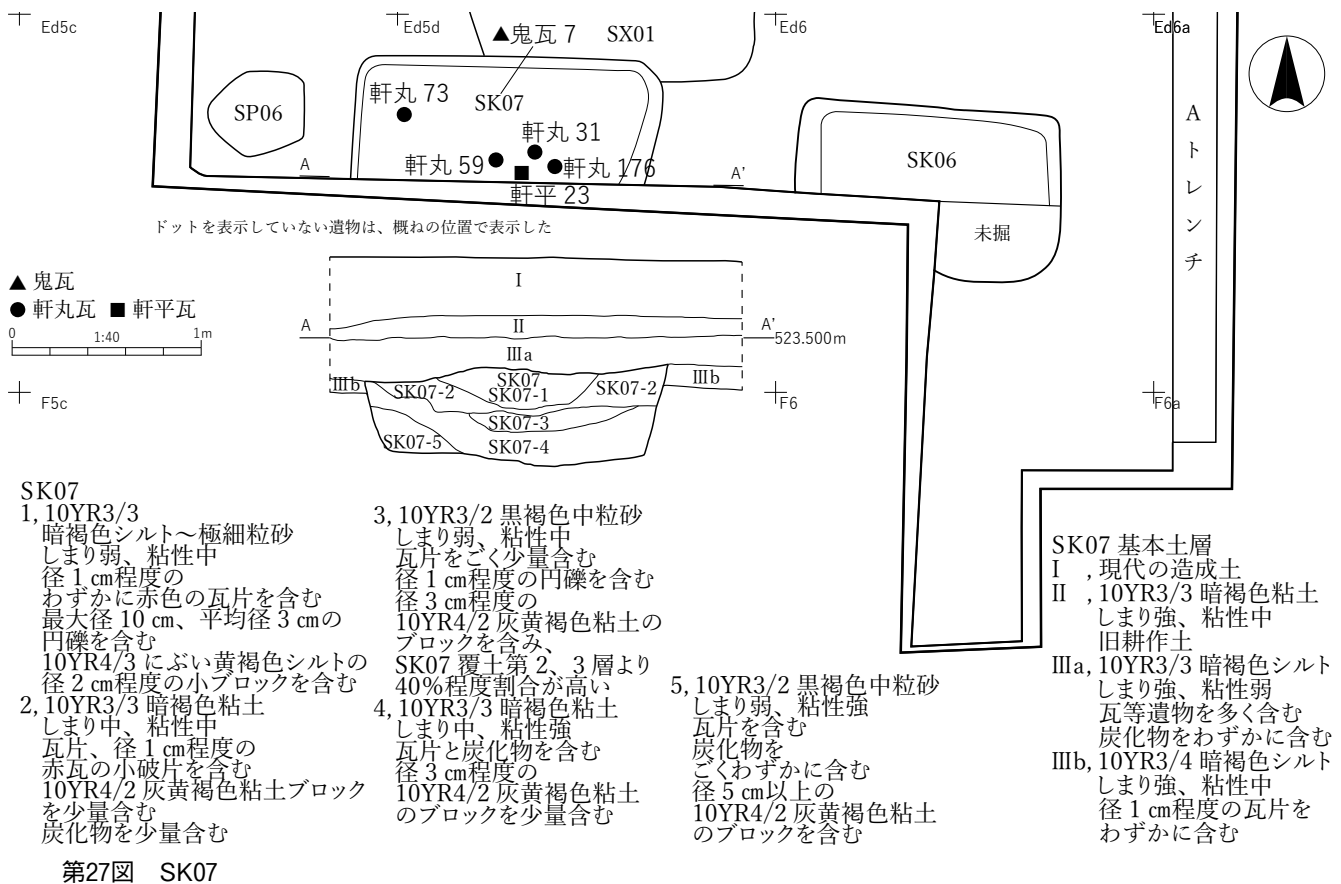 Ed5c
Ed5d
Ed6
Ed6a
▲鬼瓦 7
SX01
SP06
軒丸 73
SK07
軒丸 31
軒丸 59
軒丸 176
軒平 23
A
A'
SK06
未掘
Aトレンチ
ドットを表示していない遺物は、概ねの位置で表示した
▲ 鬼瓦
● 軒丸瓦 ■ 軒平瓦
0 1:40 1m
I
II
A
A'
523.500m
IIIa
IIIb
SK07-2
SK07
SK07-1
SK07-2
IIIb
SK07-3
SK07-5
SK07-4
F5c
F6
F6a
SK07
1, 10YR3/3
暗褐色シルト～極細粒砂
しまり弱、粘性中
径 1 ㎝程度の
わずかに赤色の瓦片を含む
最大径 10 ㎝、平均径 3 ㎝の
円礫を含む
10YR4/3 にぶい黄褐色シルトの
径 2 ㎝程度の小ブロックを含む
2, 10YR3/3 暗褐色粘土
しまり中、粘性中
瓦片、径 1 ㎝程度の
赤瓦の小破片を含む
10YR4/2 灰黄褐色粘土ブロック
を少量含む
炭化物を少量含む
3, 10YR3/2 黒褐色中粒砂
しまり弱、粘性中
瓦片をごく少量含む
径 1 ㎝程度の円礫を含む
径 3 ㎝程度の
10YR4/2 灰黄褐色粘土の
ブロックを含み、
SK07 覆土第 2、3 層より
40%程度割合が高い
4, 10YR3/3 暗褐色粘土
しまり中、粘性強
瓦片と炭化物を含む
径 3 ㎝程度の
10YR4/2 灰黄褐色粘土
のブロックを少量含む
5, 10YR3/2 黒褐色中粒砂
しまり弱、粘性強
瓦片を含む
炭化物を
ごくわずかに含む
径 5 ㎝以上の
10YR4/2 灰黄褐色粘土
のブロックを含む
SK07 基本土層
I , 現代の造成土
II , 10YR3/3 暗褐色粘土
しまり強、粘性中
旧耕作土
IIIa, 10YR3/3 暗褐色シルト
しまり強、粘性弱
瓦等遺物を多く含む
炭化物をわずかに含む
IIIb, 10YR3/4 暗褐色シルト
しまり強、粘性中
径 1 ㎝程度の瓦片を
わずかに含む
第27図 SK07